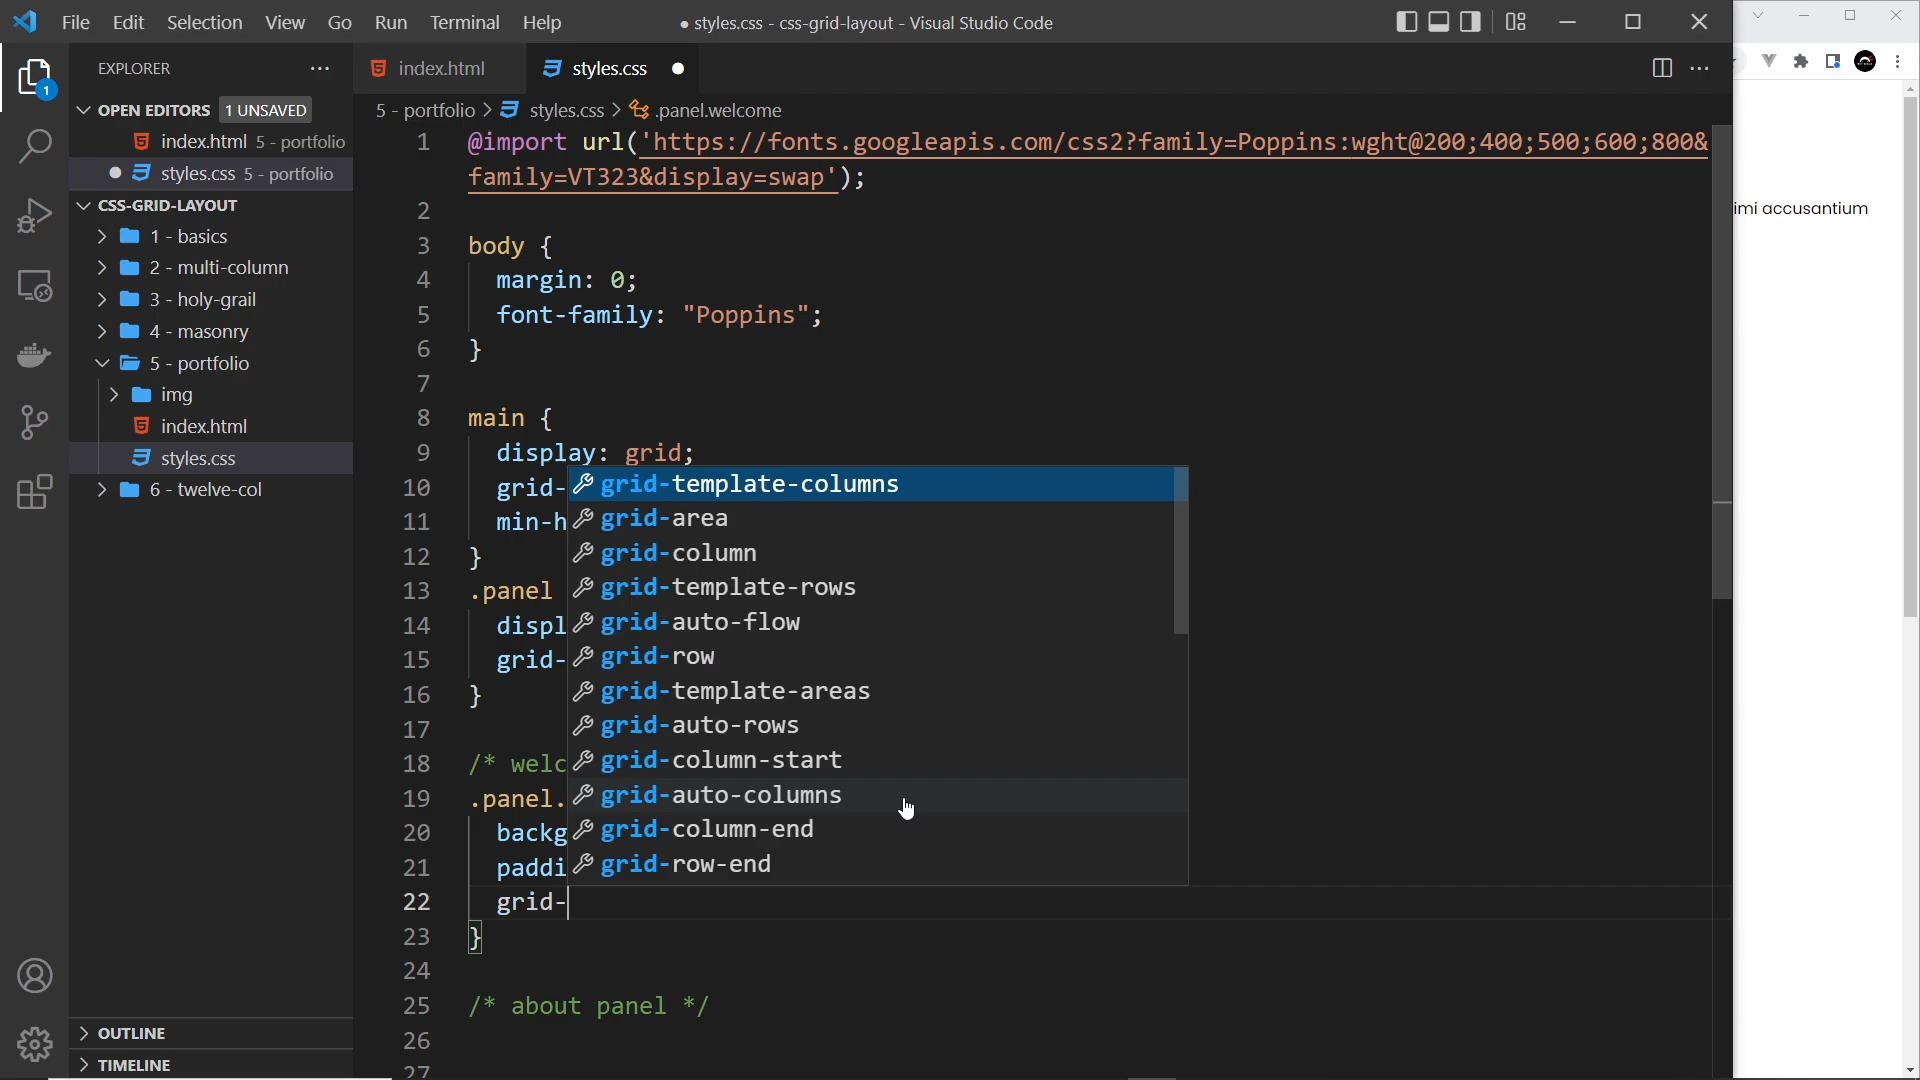 File Edit Selection View Go Run Terminal Help
● styles.css - css-grid-layout - Visual Studio Code
EXPLORER
index.html
styles.css
OPEN EDITORS 1 UNSAVED
index.html 5 - portfolio
styles.css 5 - portfolio
CSS-GRID-LAYOUT
1 - basics
2 - multi-column
3 - holy-grail
4 - masonry
5 - portfolio
img
index.html
styles.css
6 - twelve-col
OUTLINE
TIMELINE
1
5 - portfolio > styles.css > .panel.welcome
1 @import url('https://fonts.googleapis.com/css2?family=Poppins:wght@200;400;500;600;800&
family=VT323&display=swap');
2
3 body {
4 margin: 0;
5 font-family: "Poppins";
6 }
7
8 main {
9 display: grid;
10 grid-
11 min-h
12 }
13 .panel
14 displ
15 grid-
16 }
17
18 /* welc
19 .panel.
20 backg
21 paddi
22 grid-
23 }
24
25 /* about panel */
26
27
grid-template-columns
grid-area
grid-column
grid-template-rows
grid-auto-flow
grid-row
grid-template-areas
grid-auto-rows
grid-column-start
grid-auto-columns
grid-column-end
grid-row-end
imi accusantium